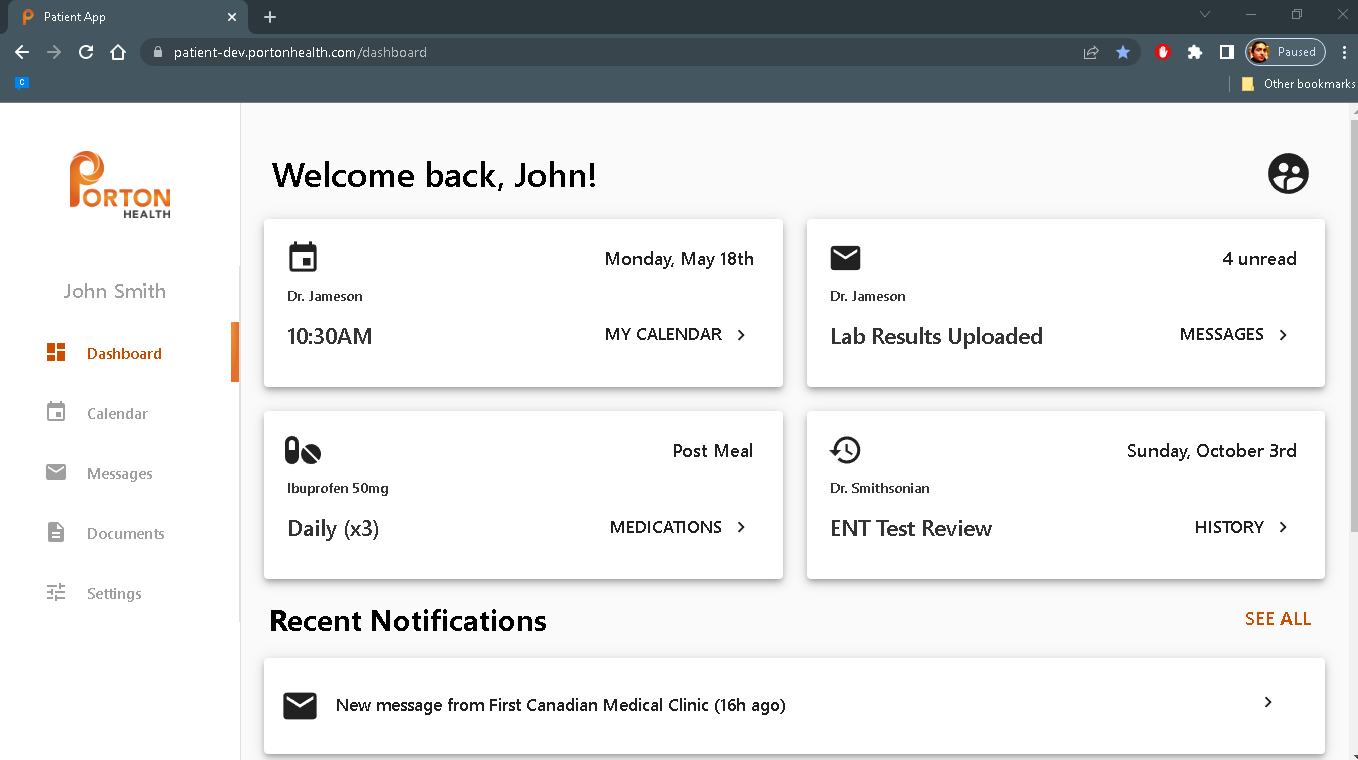 Patient App
patient-dev.portonhealth.com/dashboard
Paused
C
Other bookmarks
PORTON
HEALTH
John Smith
Dashboard
Calendar
Messages
Documents
Settings
Welcome back, John!
Monday, May 18th
Dr. Jameson
10:30AM
MY CALENDAR
4 unread
Dr. Jameson
Lab Results Uploaded
MESSAGES
Post Meal
Ibuprofen 50mg
Daily (x3)
MEDICATIONS
Sunday, October 3rd
Dr. Smithsonian
ENT Test Review
HISTORY
Recent Notifications
SEE ALL
New message from First Canadian Medical Clinic (16h ago)